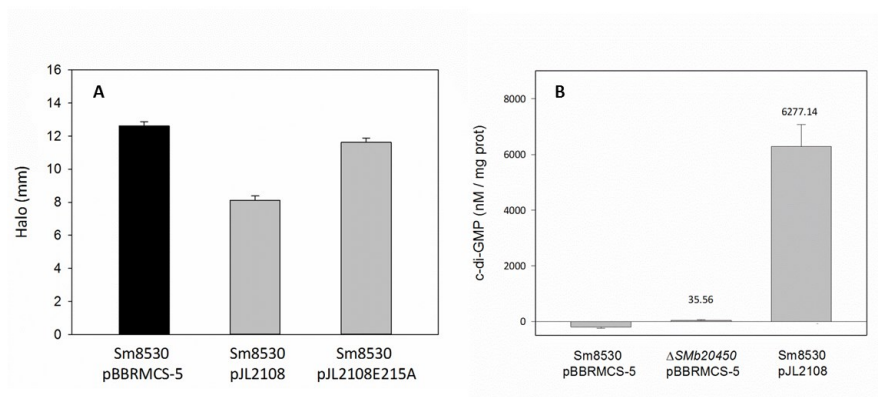 A
Halo (mm)
16
14
12
10
8
6
4
2
0
Sm8530
pBBRMCS-5
Sm8530
pJL2108
Sm8530
pJL2108E215A
B
c-di-GMP (nM / mg prot)
8000
6000
4000
2000
0
6277.14
35.56
Sm8530
pBBRMCS-5
ΔSMb20450
pBBRMCS-5
Sm8530
pJL2108